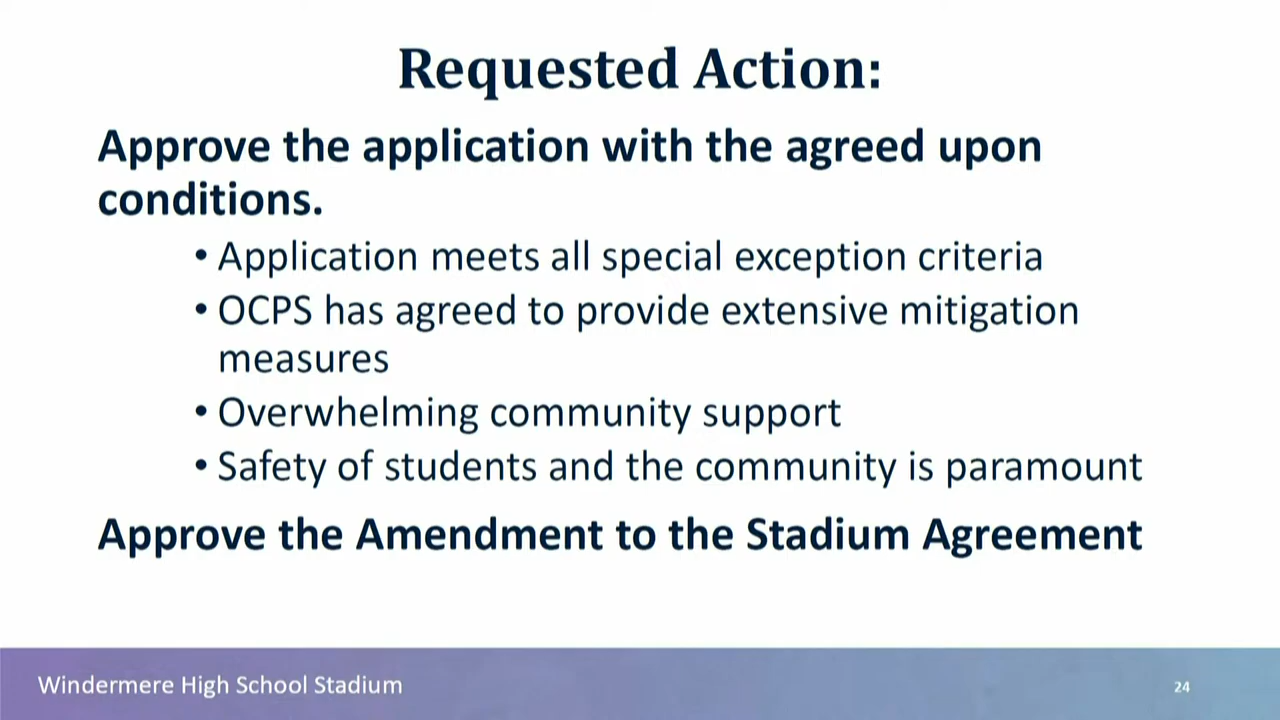 Requested Action:
Approve the application with the agreed upon
conditions.
• Application meets all special exception criteria
• OCPS has agreed to provide extensive mitigation
measures
• Overwhelming community support
• Safety of students and the community is paramount
Approve the Amendment to the Stadium Agreement
Windermere High School Stadium
24